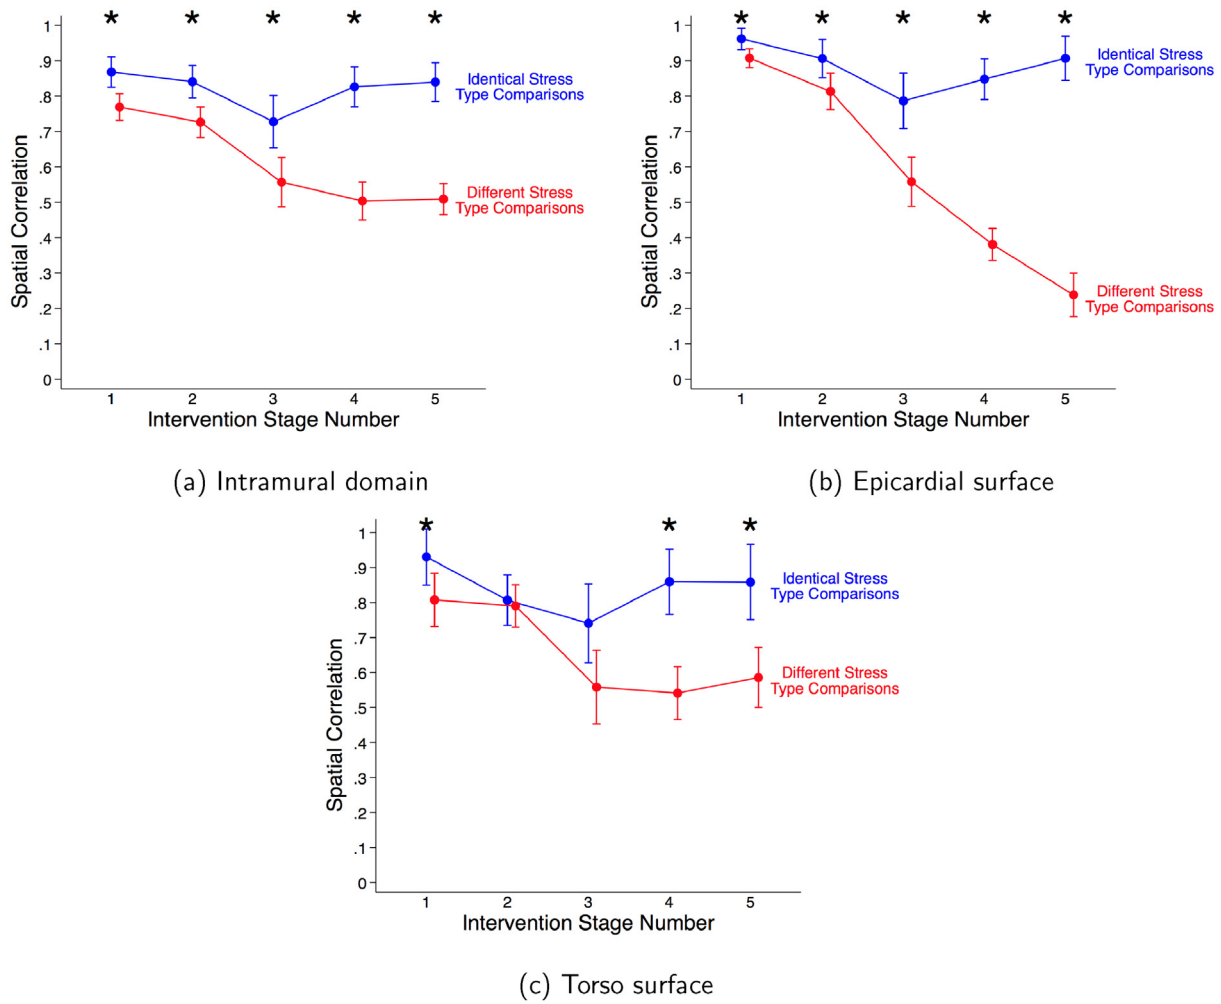 * * * * *
1
.9
.8
.7
.6
.5
.4
.3
.2
.1
0
Spatial Correlation
Identical Stress
Type Comparisons
Different Stress
Type Comparisons
1 2 3 4 5
Intervention Stage Number
(a) Intramural domain
* * * * *
1
.9
.8
.7
.6
.5
.4
.3
.2
.1
0
Spatial Correlation
Identical Stress
Type Comparisons
Different Stress
Type Comparisons
1 2 3 4 5
Intervention Stage Number
(b) Epicardial surface
* * *
1
.9
.8
.7
.6
.5
.4
.3
.2
.1
0
Spatial Correlation
Identical Stress
Type Comparisons
Different Stress
Type Comparisons
1 2 3 4 5
Intervention Stage Number
(c) Torso surface